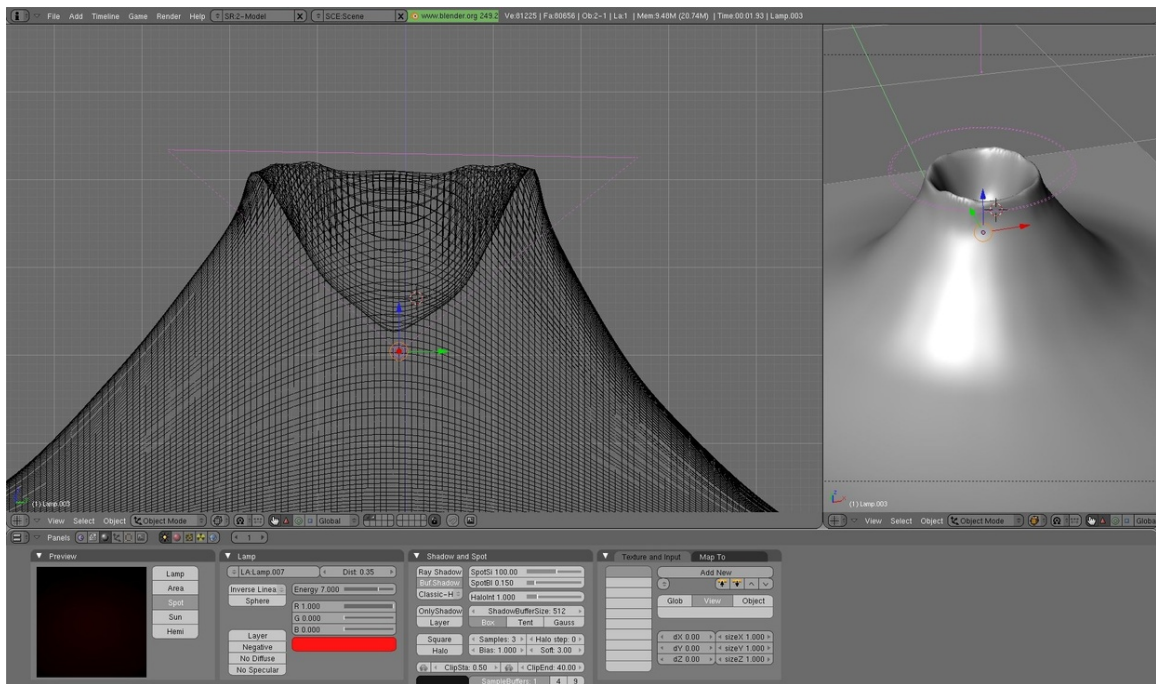 File Add Timeline Game Render Help SR:2-Model X SCE:Scene X www.blender.org 249.2 Ve:81225 | Fa:80656 | Ob:2-1 | La:1 | Mem:9.48M (20.74M) | Time:00:01.93 | Lamp.003
(1) Lamp.003
(1) Lamp.003
View Select Object Object Mode Global
View Select Object Object Mode Globa
Panels 1
Preview
Lamp
Area
Spot
Sun
Hemi
Lamp
LA:Lamp.007 Dist: 0.35
Inverse Linea Energy 7.000
Sphere
R 1.000
G 0.000
B 0.000
Layer
Negative
No Diffuse
No Specular
Shadow and Spot
Ray Shadow SpotSi 100.00
Buf.Shadow SpotBl 0.150
Classic-H HaloInt 1.000
OnlyShadow ShadowBufferSize: 512
Layer Box Tent Gauss
Square Samples: 3 Halo step: 0
Halo Bias: 1.000 Soft: 3.00
ClipSta: 0.50 ClipEnd: 40.00
SampleBuffers: 1 4 9
Texture and Input Map To
Add New
Glob View Object
dX 0.00 sizeX 1.000
dY 0.00 sizeY 1.000
dZ 0.00 sizeZ 1.000